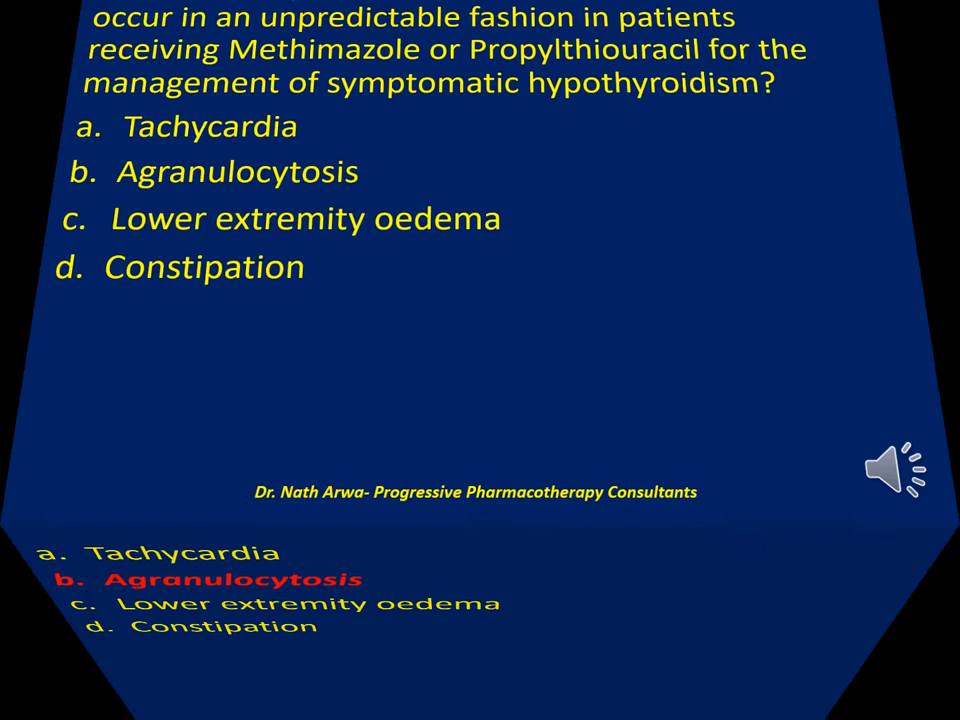 occur in an unpredictable fashion in patients
receiving Methimazole or Propylthiouracil for the
management of symptomatic hypothyroidism?
a. Tachycardia
b. Agranulocytosis
c. Lower extremity oedema
d. Constipation
Dr. Nath Arwa- Progressive Pharmacotherapy Consultants
a. Tachycardia
b. Agranulocytosis
c. Lower extremity oedema
d. Constipation